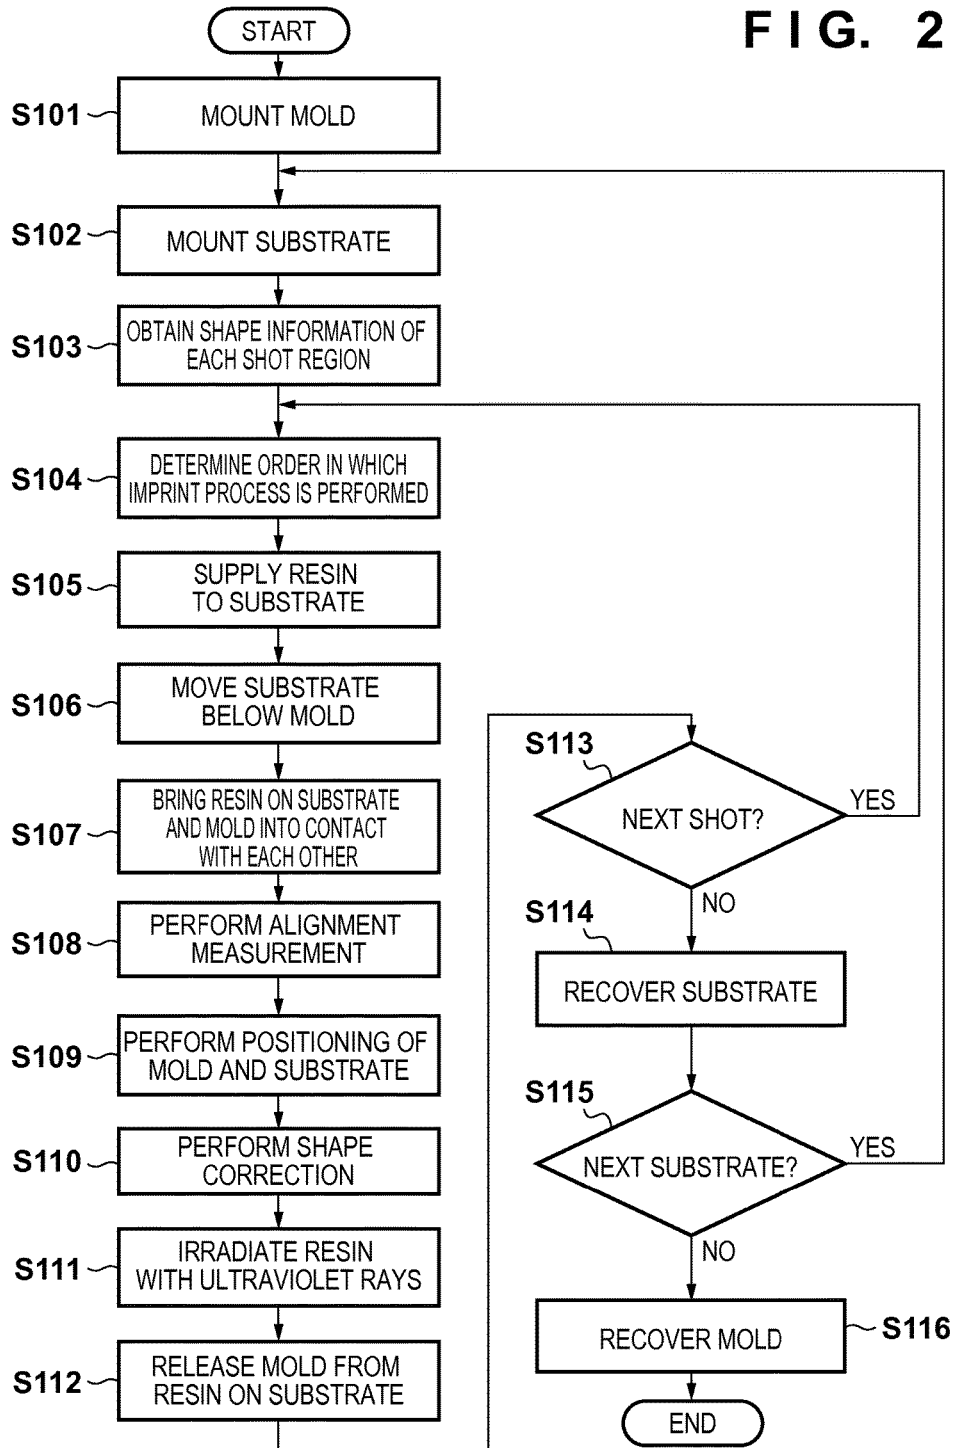 FIG. 2
START
S101
MOUNT MOLD
S102
MOUNT SUBSTRATE
S103
OBTAIN SHAPE INFORMATION OF
EACH SHOT REGION
S104
DETERMINE ORDER IN WHICH
IMPRINT PROCESS IS PERFORMED
S105
SUPPLY RESIN
TO SUBSTRATE
S106
MOVE SUBSTRATE
BELOW MOLD
S107
BRING RESIN ON SUBSTRATE
AND MOLD INTO CONTACT
WITH EACH OTHER
S108
PERFORM ALIGNMENT
MEASUREMENT
S109
PERFORM POSITIONING OF
MOLD AND SUBSTRATE
S110
PERFORM SHAPE
CORRECTION
S111
IRRADIATE RESIN
WITH ULTRAVIOLET RAYS
S112
RELEASE MOLD FROM
RESIN ON SUBSTRATE
S113
NEXT SHOT?
YES
NO
S114
RECOVER SUBSTRATE
S115
NEXT SUBSTRATE?
YES
NO
S116
RECOVER MOLD
END